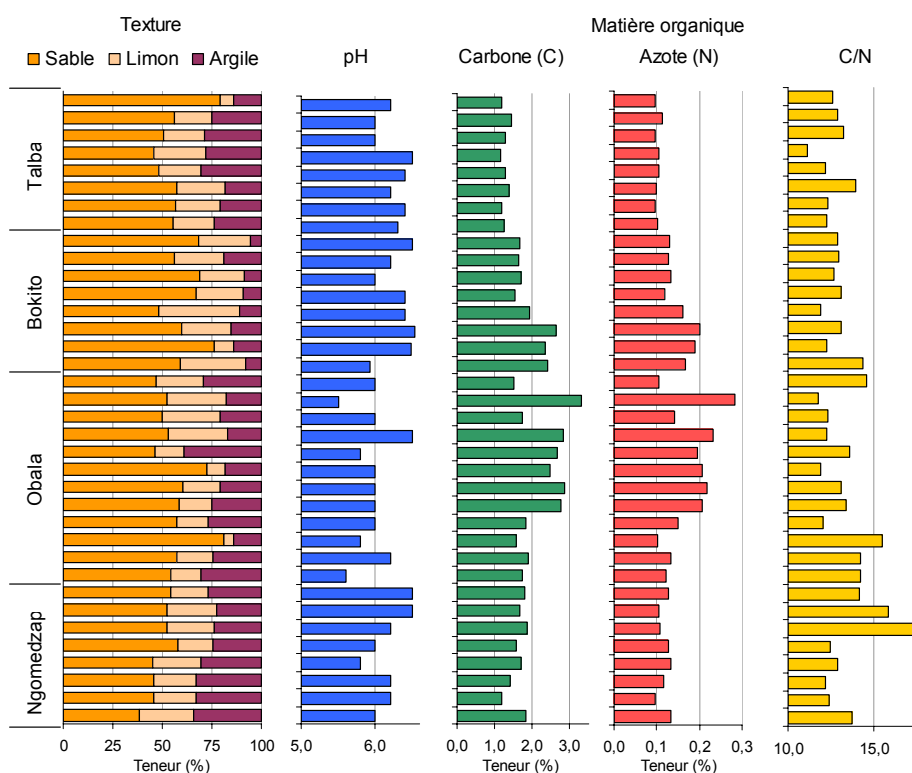 Texture
Matière organique
Sable Limon Argile
pH
Carbone (C)
Azote (N)
C/N
Talba
Bokito
Obala
Ngomedzap
0 25 50 75 100
5,0 6,0
0,0 1,0 2,0 3,0
0,0 0,1 0,2 0,3
10,0 15,0
Teneur (%)
Teneur (%)
Teneur (%)